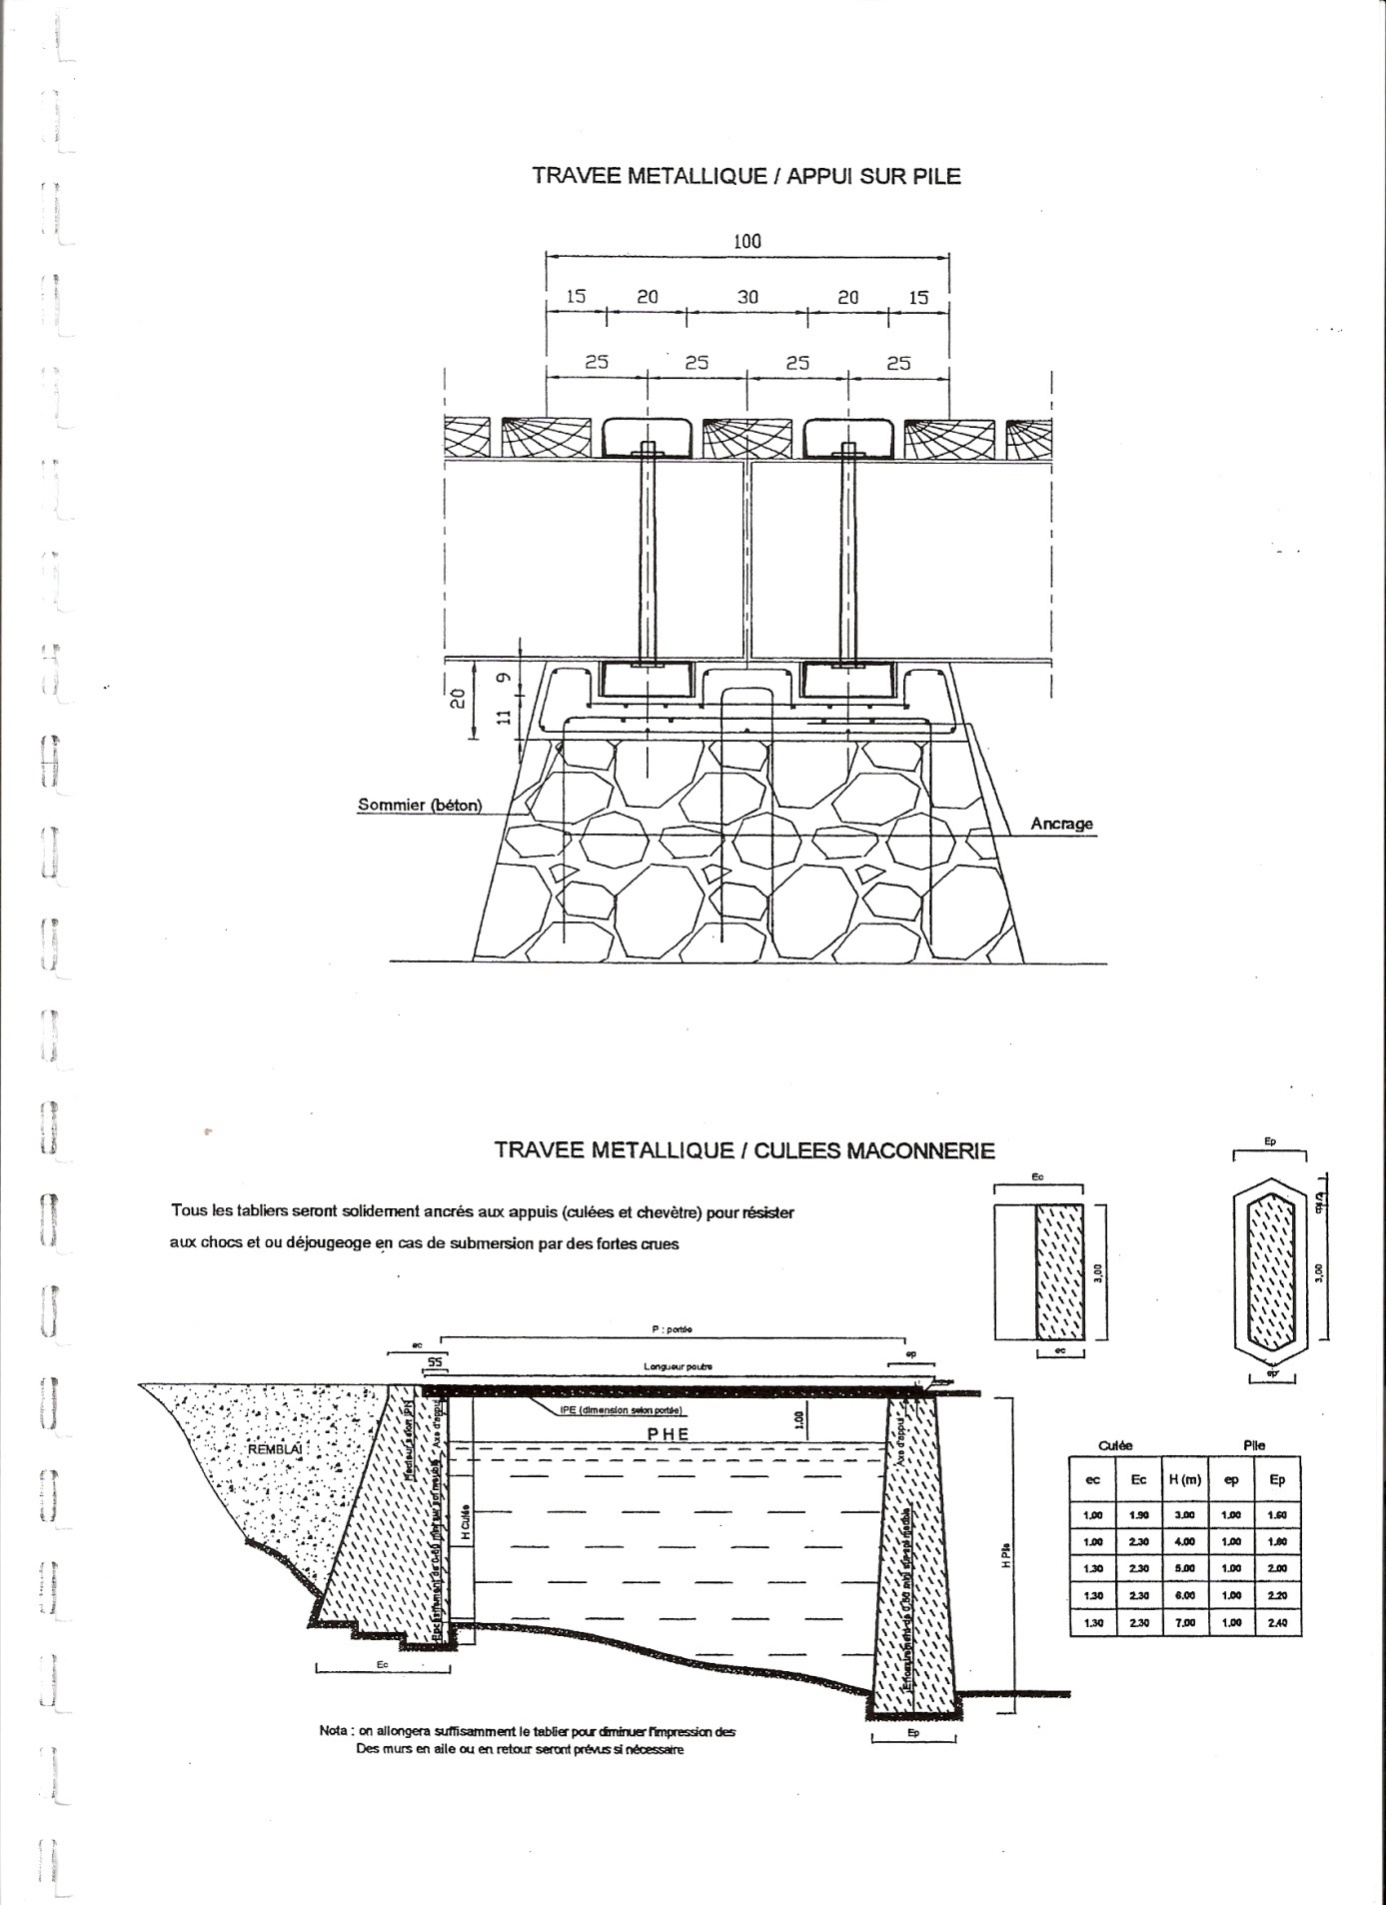 TRAVEE METALLIQUE / APPUI SUR PILE
100
15 20 30 20 15
25 25 25 25
20
9
11
Sommier (béton)
Ancrage
TRAVEE METALLIQUE / CULEES MACONNERIE
Tous les tabliers seront solidement ancrés aux appuis (culées et chevètre) pour résister
aux chocs et ou déjougeoge en cas de submersion par des fortes crues
Ec
3,00
ec
Ep
3,00
ep
P : portée
ec
55
Longueur poutre
ep
IPE (dimension selon portée)
1,00
PHE
REMBLAI
Hauteur selon IPN
Axe d'appui
H Culée
Axe d'appui
H Pile
Ec
Ep
Culée Pile
ec Ec H (m) ep Ep
1,00 1.90 3,00 1,00 1.60
1,00 2.30 4,00 1,00 1.80
1.30 2.30 5,00 1,00 2,00
1.30 2.30 6,00 1,00 2,20
1.30 2.30 7,00 1,00 2,40
Nota : on allongera suffisamment le tablier pour diminuer l'impression des
Des murs en aile ou en retour seront prévus si nécessaire